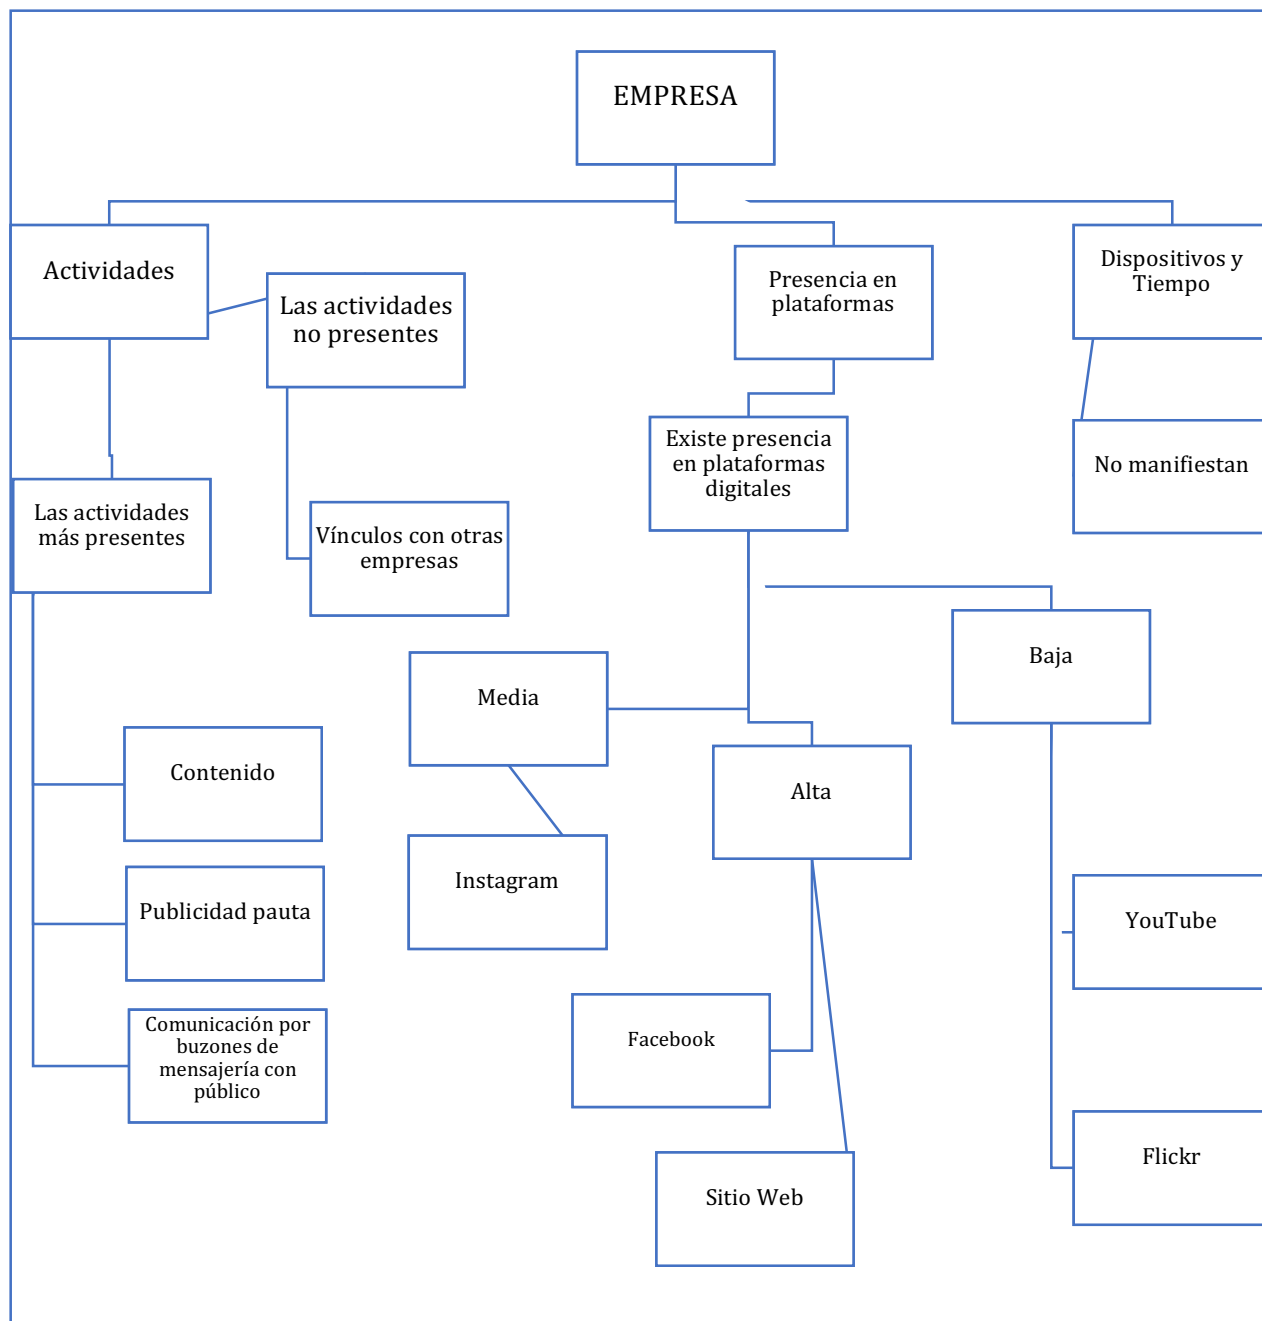 EMPRESA
Actividades
Las actividades
no presentes
Presencia en
plataformas
Dispositivos y
Tiempo
Existe presencia
en plataformas
digitales
No manifiestan
Las actividades
más presentes
Vínculos con otras
empresas
Baja
Media
Alta
Contenido
Instagram
Publicidad pauta
YouTube
Comunicación por
buzones de
mensajería con
público
Facebook
Sitio Web
Flickr